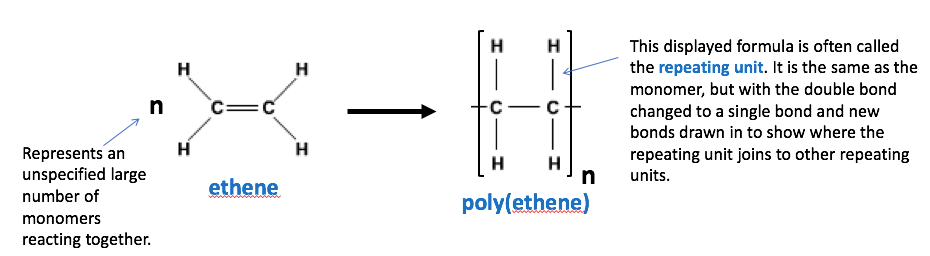 H H
n C C
H H
ethene
Represents an
unspecified large
number of
monomers
reacting together.
H H
C C
H H
n
poly(ethene)
This displayed formula is often called
the repeating unit. It is the same as the
monomer, but with the double bond
changed to a single bond and new
bonds drawn in to show where the
repeating unit joins to other repeating
units.